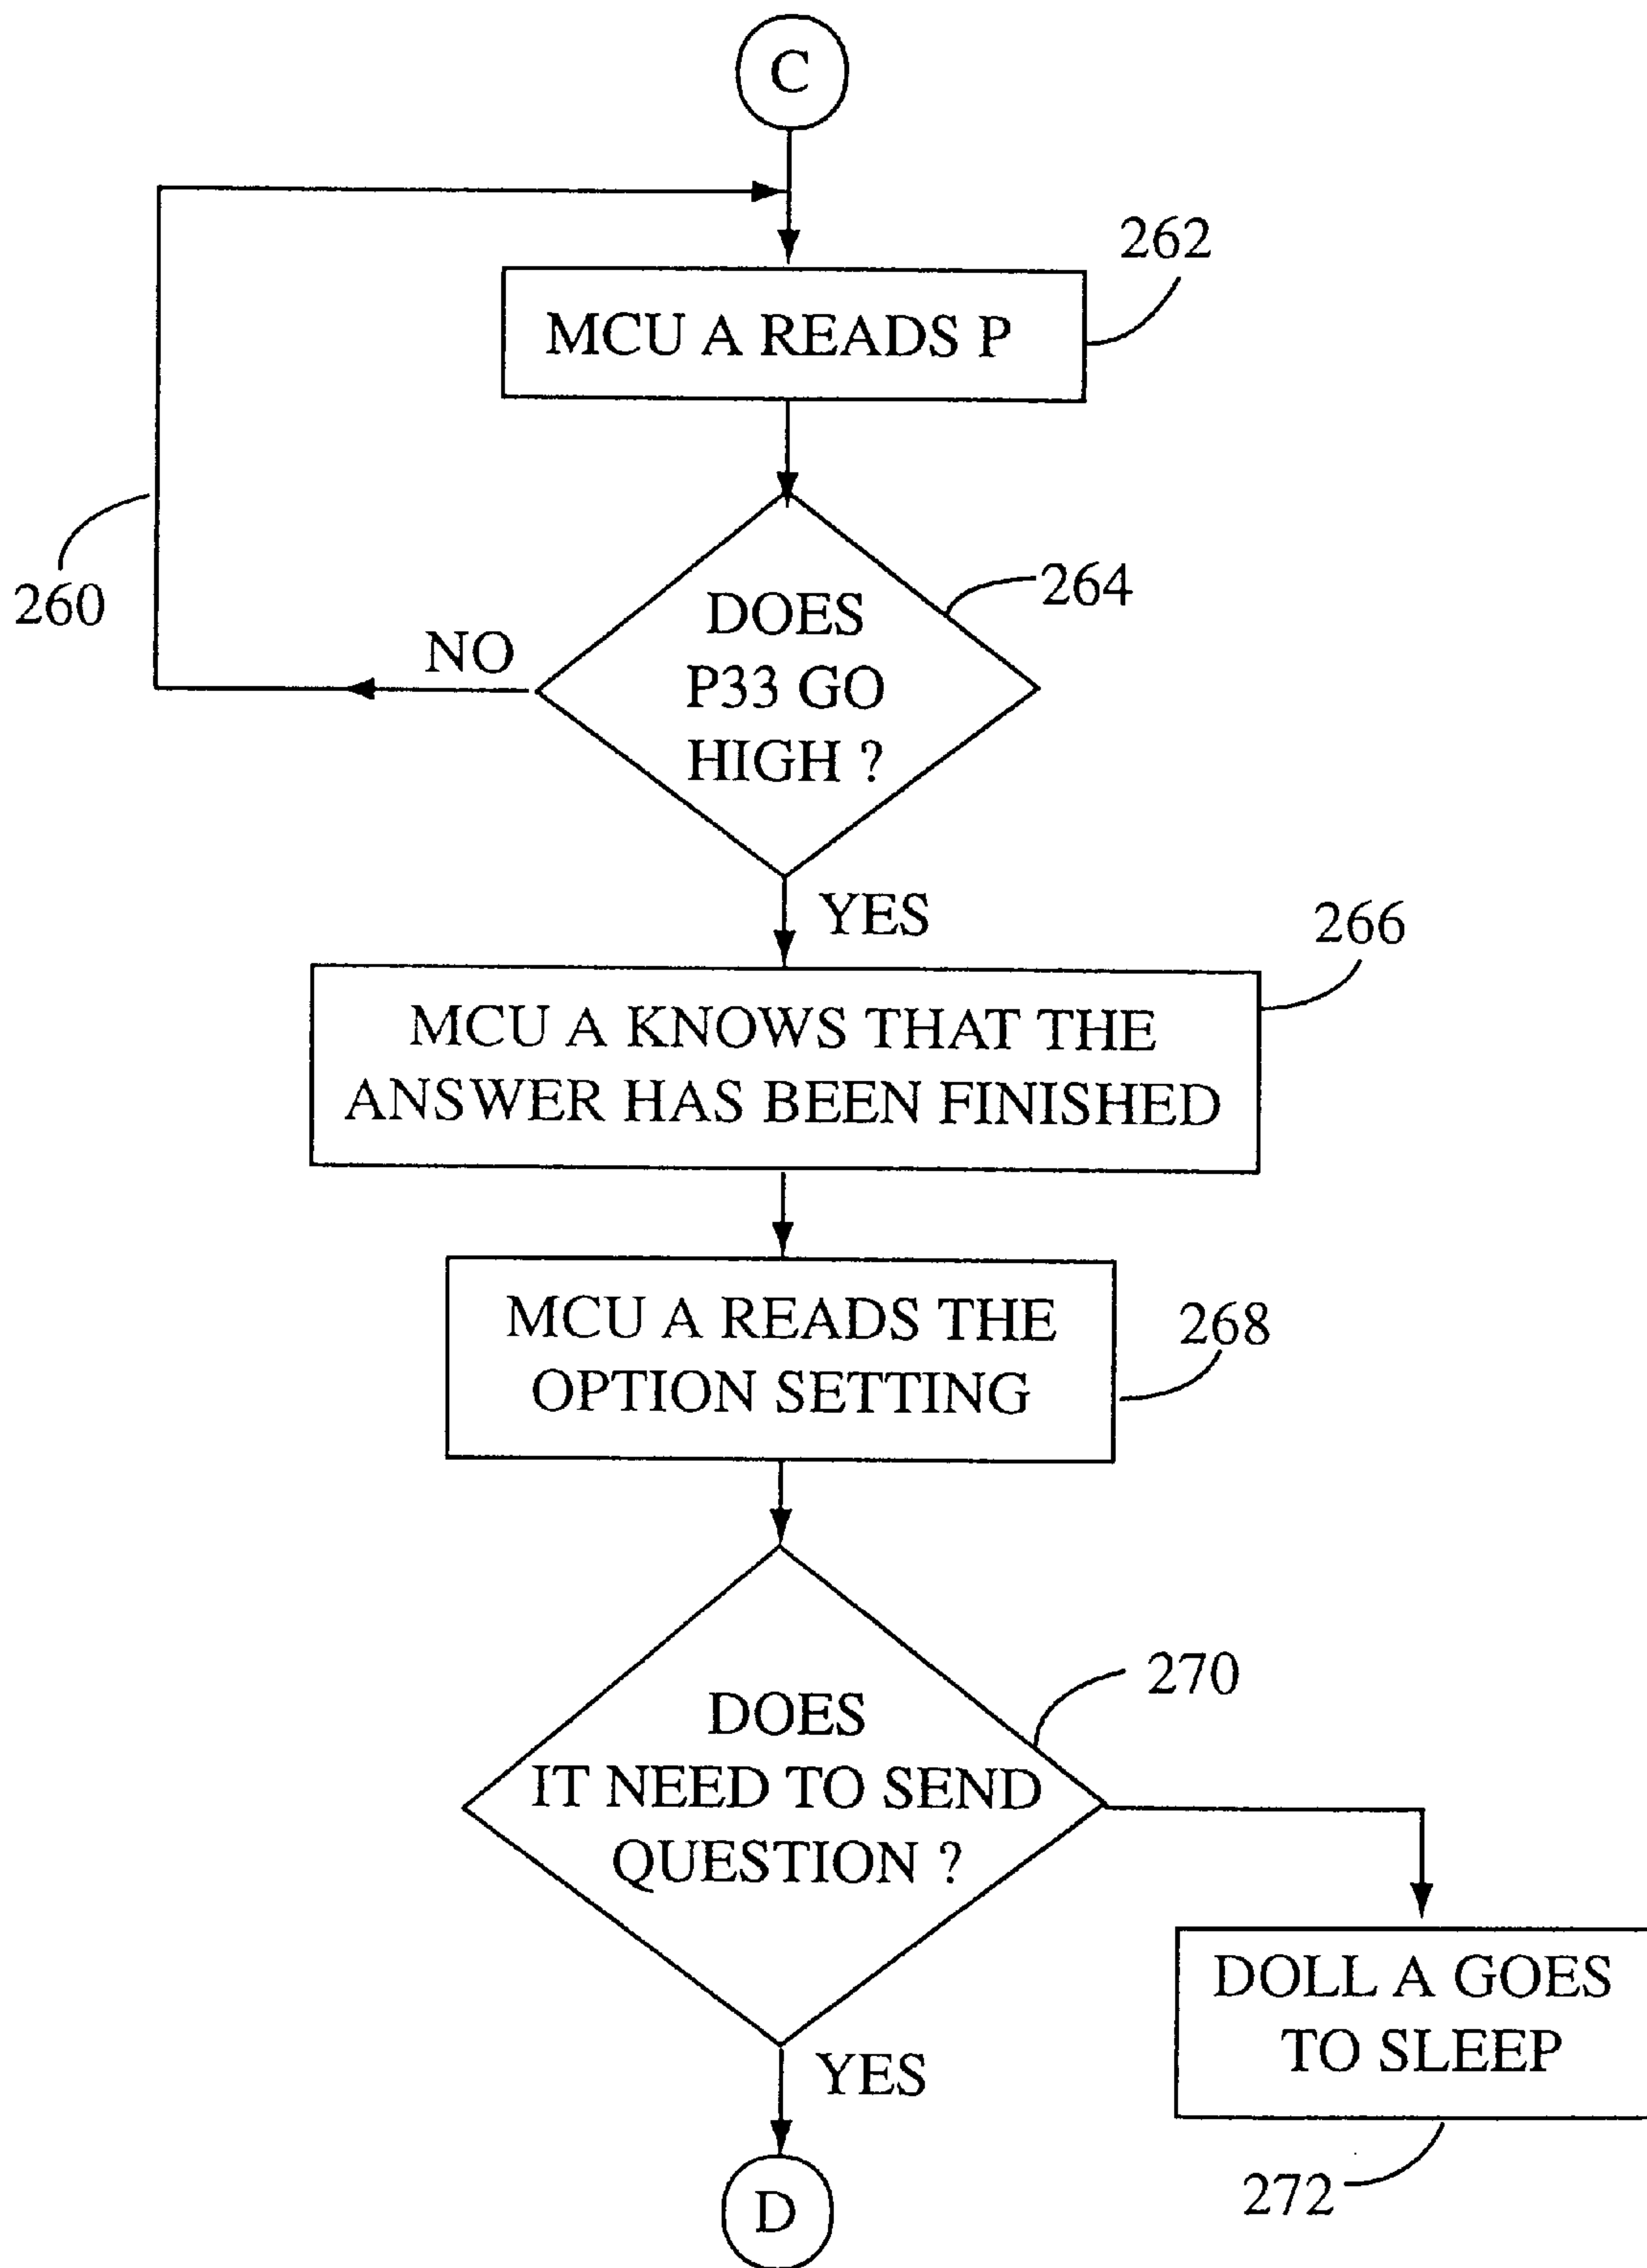 C
262
MCU A READS P
264
DOES
P33 GO
HIGH ?
260
NO
YES
266
MCU A KNOWS THAT THE
ANSWER HAS BEEN FINISHED
MCU A READS THE
OPTION SETTING
268
270
DOES
IT NEED TO SEND
QUESTION ?
DOLL A GOES
TO SLEEP
YES
272
D